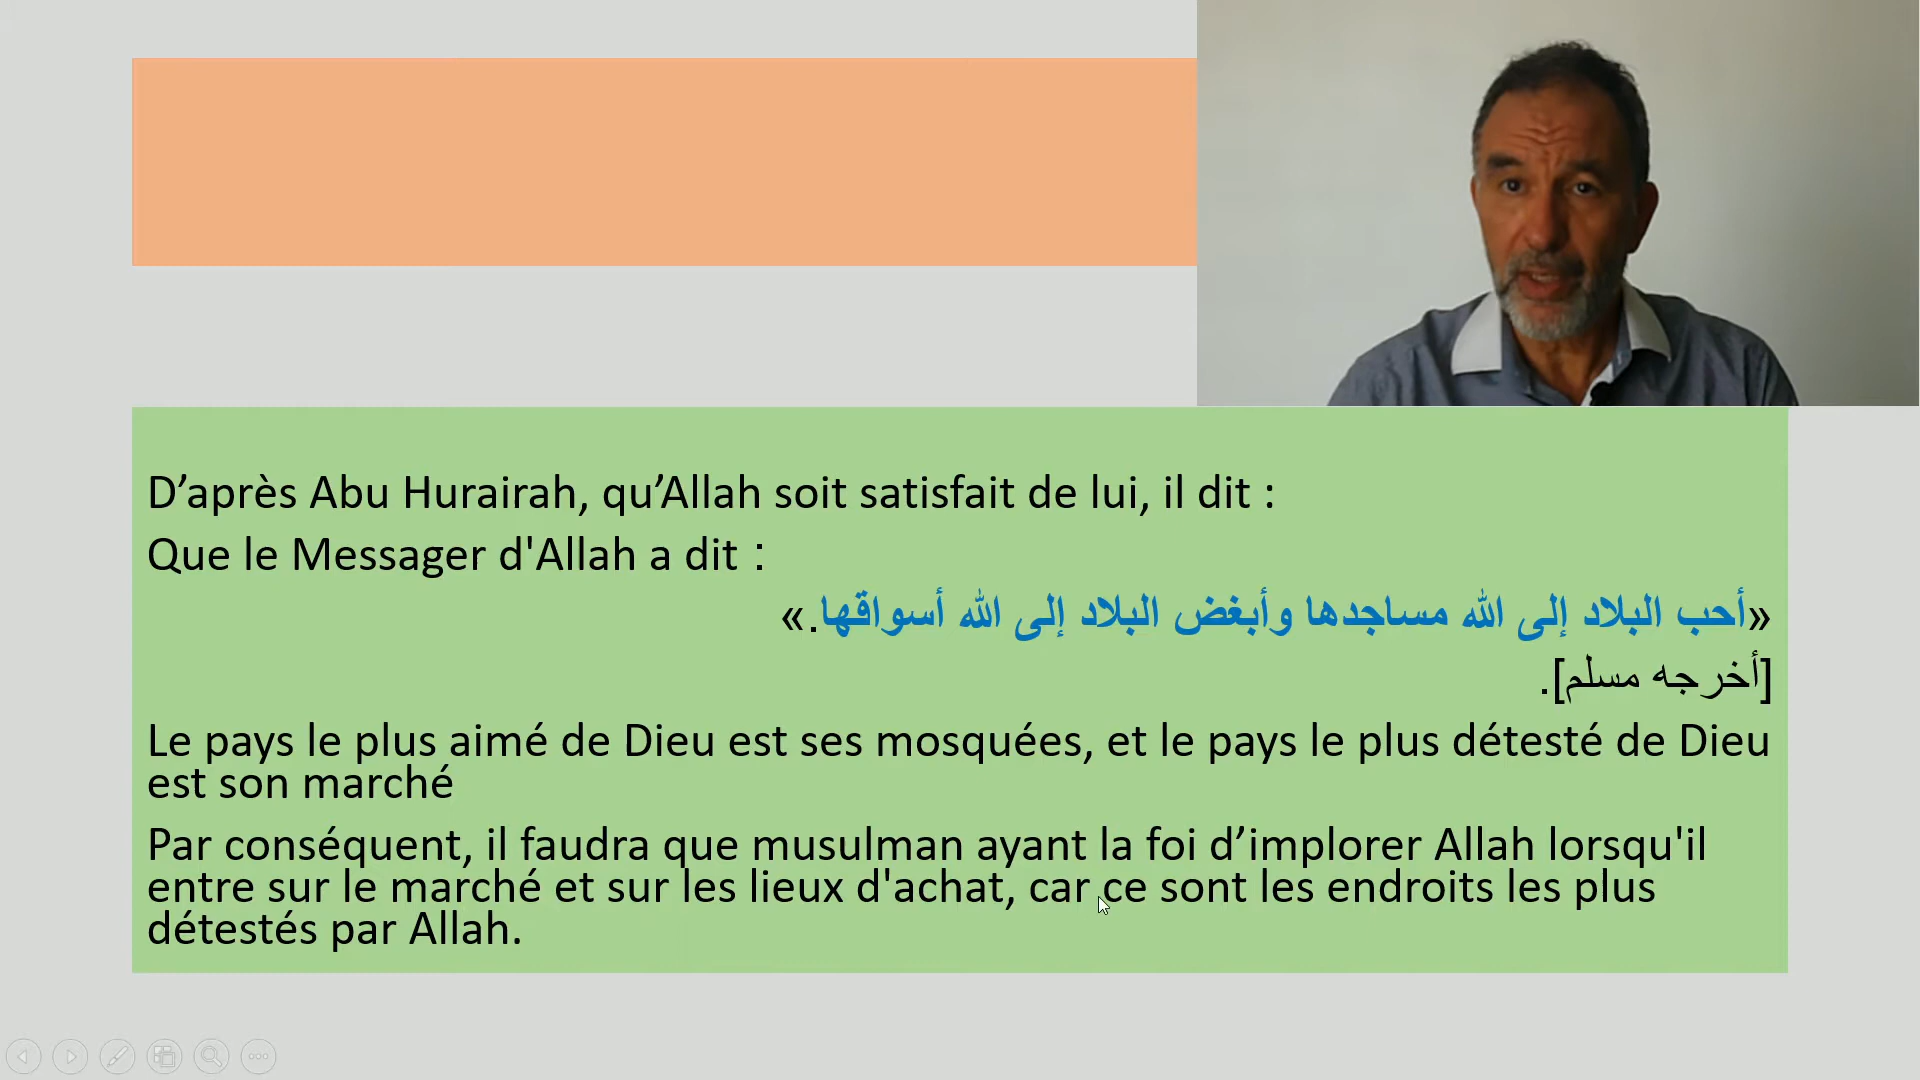 D’après Abu Hurairah, qu’Allah soit satisfait de lui, il dit :
Que le Messager d'Allah a dit :
«أحب البلاد إلى الله مساجدها وأبغض البلاد إلى الله أسواقها.»
[أخرجه مسلم].
Le pays le plus aimé de Dieu est ses mosquées, et le pays le plus détesté de Dieu
est son marché
Par conséquent, il faudra que musulman ayant la foi d’implorer Allah lorsqu'il
entre sur le marché et sur les lieux d'achat, car ce sont les endroits les plus
détestés par Allah.